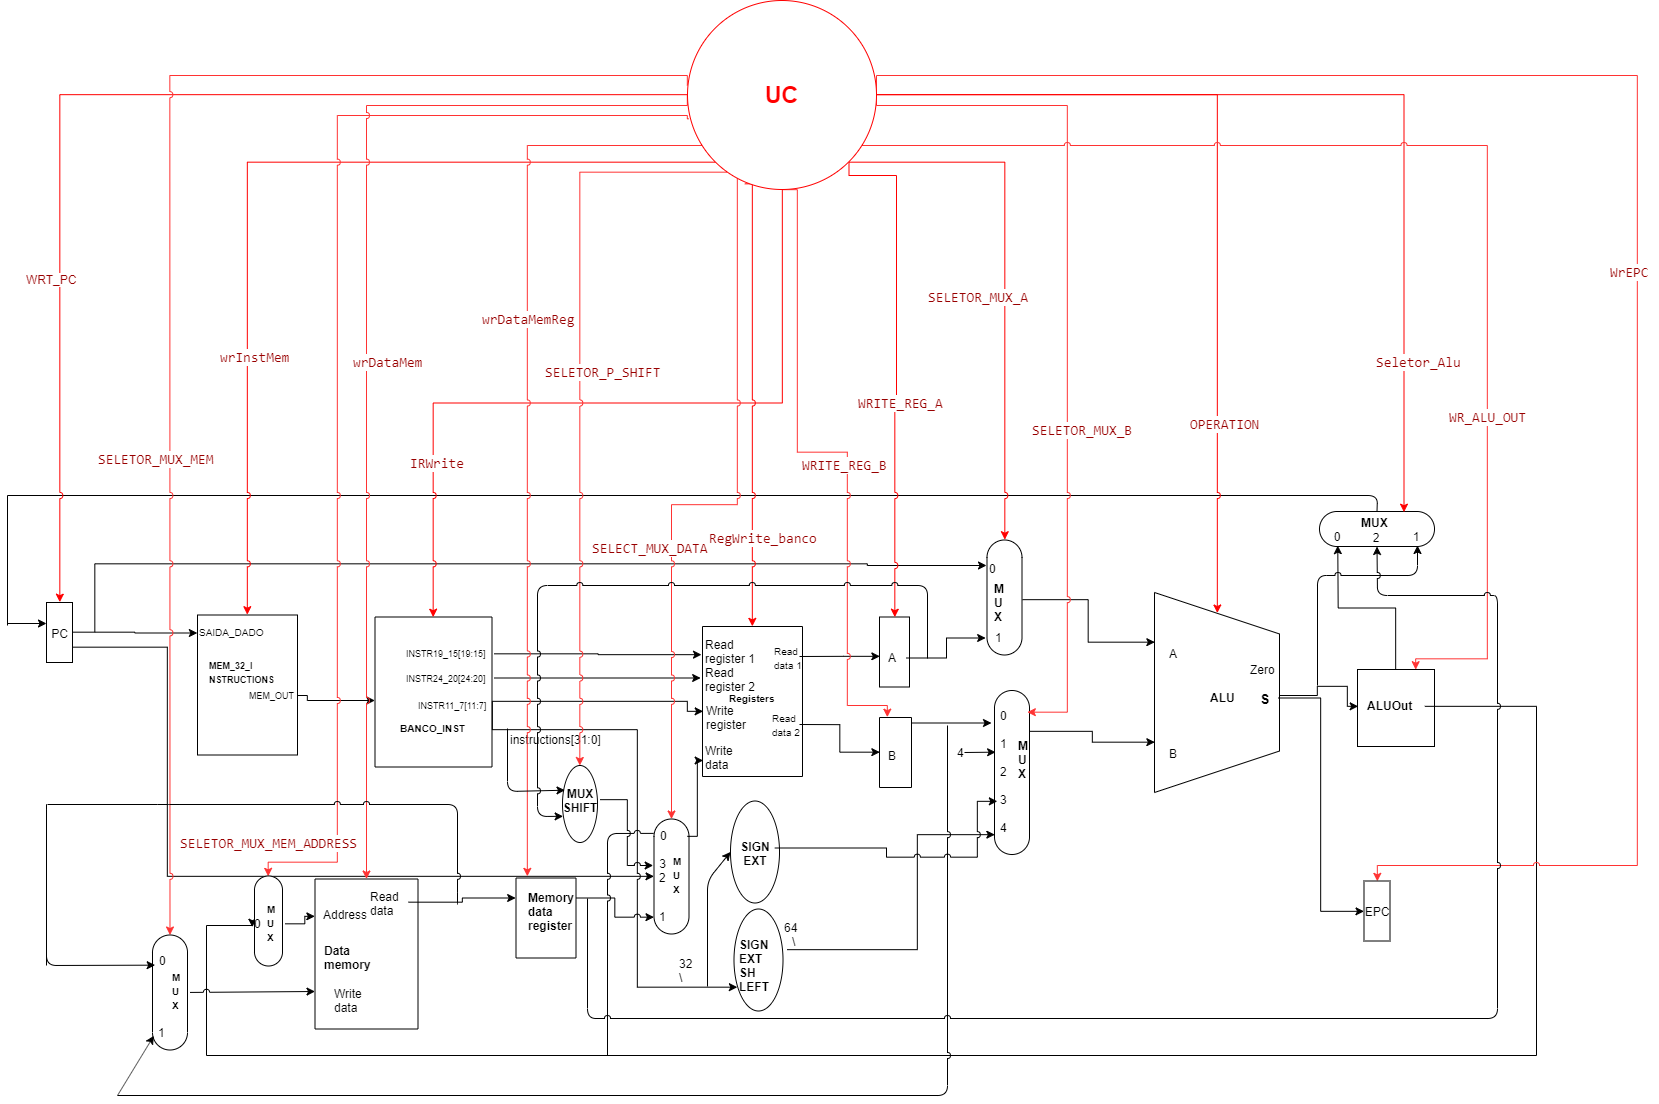 UC
WRT_PC
WrEPC
SELETOR_MUX_A
wrDataMemReg
wrInstMem
wrDataMem
Seletor_Alu
SELETOR_P_SHIFT
WRITE_REG_A
WR_ALU_OUT
OPERATION
SELETOR_MUX_B
SELETOR_MUX_MEM
IRWrite
WRITE_REG_B
MUX
0
2
1
RegWrite_banco
SELECT_MUX_DATA
0
M
U
X
1
PC
SAIDA_DADO
MEM_32_I
NSTRUCTIONS
MEM_OUT
INSTR19_15[19:15]
INSTR24_20[24:20]
INSTR11_7[11:7]
BANCO_INST
instructions[31:0]
Read
register 1
Read
register 2
Registers
Write
register
Write
data
Read
data 1
Read
data 2
A
B
0
1
2
3
4
M
U
X
4
A
B
Zero
ALU
S
ALUOut
MUX
SHIFT
0
3
2
1
M
U
X
SIGN
EXT
SELETOR_MUX_MEM_ADDRESS
0
M
U
X
Address
Read
data
Data
memory
Write
data
Memory
data
register
EPC
64
\
32
\
SIGN
EXT
SH
LEFT
0
M
U
X
1